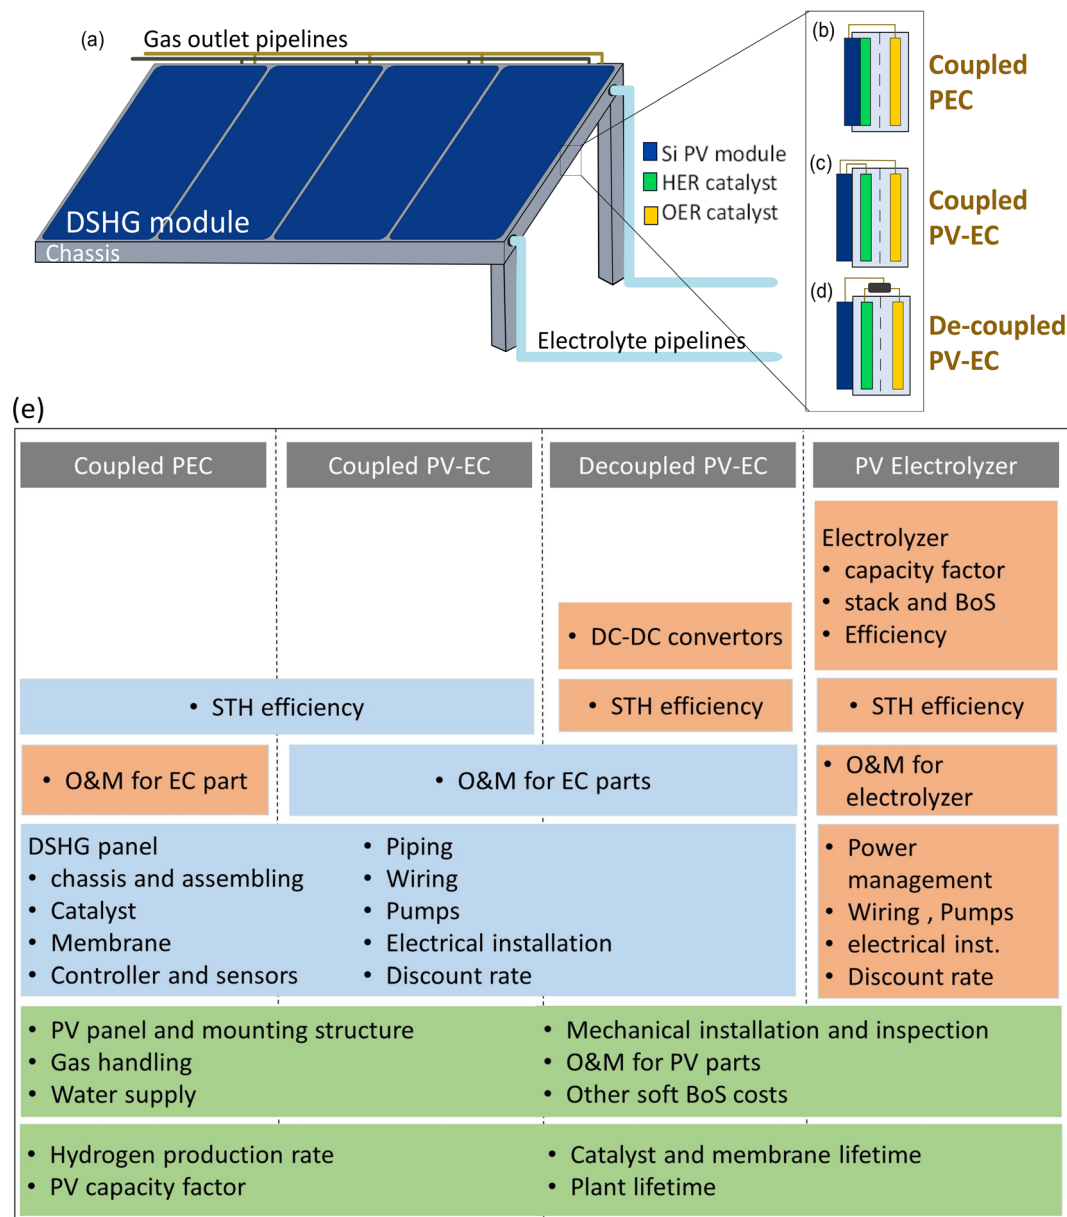 (a)
Gas outlet pipelines
DSHG module
Chassis
Si PV module
HER catalyst
OER catalyst
Electrolyte pipelines
(b)
Coupled
PEC
(c)
Coupled
PV-EC
(d)
De-coupled
PV-EC
(e)
Coupled PEC
Coupled PV-EC
Decoupled PV-EC
PV Electrolyzer
Electrolyzer
• capacity factor
• stack and BoS
• Efficiency
• DC-DC convertors
• STH efficiency
• STH efficiency
• STH efficiency
• O&M for EC part
• O&M for EC parts
• O&M for
electrolyzer
DSHG panel
• chassis and assembling
• Catalyst
• Membrane
• Controller and sensors
• Piping
• Wiring
• Pumps
• Electrical installation
• Discount rate
• Power
management
• Wiring , Pumps
• electrical inst.
• Discount rate
• PV panel and mounting structure
• Gas handling
• Water supply
• Mechanical installation and inspection
• O&M for PV parts
• Other soft BoS costs
• Hydrogen production rate
• PV capacity factor
• Catalyst and membrane lifetime
• Plant lifetime